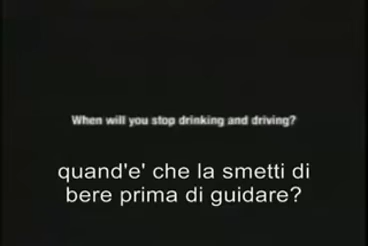 When will you stop drinking and driving?
quand'e' che la smetti di
bere prima di guidare?